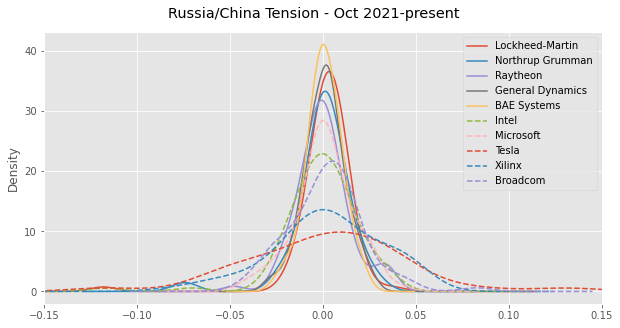 Russia/China Tension - Oct 2021-present
Density
40
30
20
10
0
−0.15
−0.10
−0.05
0.00
0.05
0.10
0.15
Lockheed-Martin
Northrup Grumman
Raytheon
General Dynamics
BAE Systems
Intel
Microsoft
Tesla
Xilinx
Broadcom